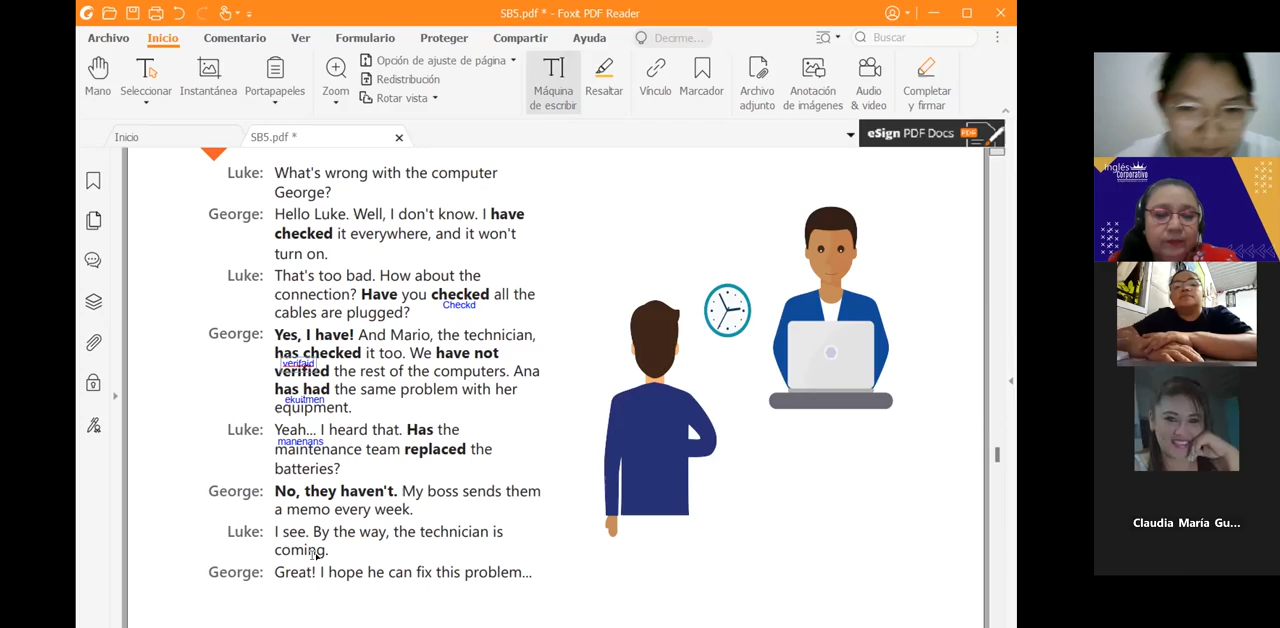 SB5.pdf * - Foxit PDF Reader
Archivo Inicio Comentario Ver Formulario Proteger Compartir Ayuda Decirme... Buscar
Mano Seleccionar Instantánea Portapapeles Zoom
Opción de ajuste de página
Redistribución
Rotar vista
Máquina de escribir Resaltar Vínculo Marcador Archivo adjunto Anotación de imágenes Audio & video Completar y firmar
Inicio SB5.pdf * eSign PDF Docs PDF
Luke: What's wrong with the computer
George?
George: Hello Luke. Well, I don't know. I have
checked it everywhere, and it won't
turn on.
Luke: That's too bad. How about the
connection? Have you checked all the
Checkd
cables are plugged?
George: Yes, I have! And Mario, the technician,
has checked it too. We have not
verifaid
verified the rest of the computers. Ana
has had the same problem with her
ekuitmen
equipment.
Luke: Yeah... I heard that. Has the
manenans
maintenance team replaced the
batteries?
George: No, they haven't. My boss sends them
a memo every week.
Luke: I see. By the way, the technician is
coming.
George: Great! I hope he can fix this problem...
Inglés
Corporativo
Claudia María Gu...